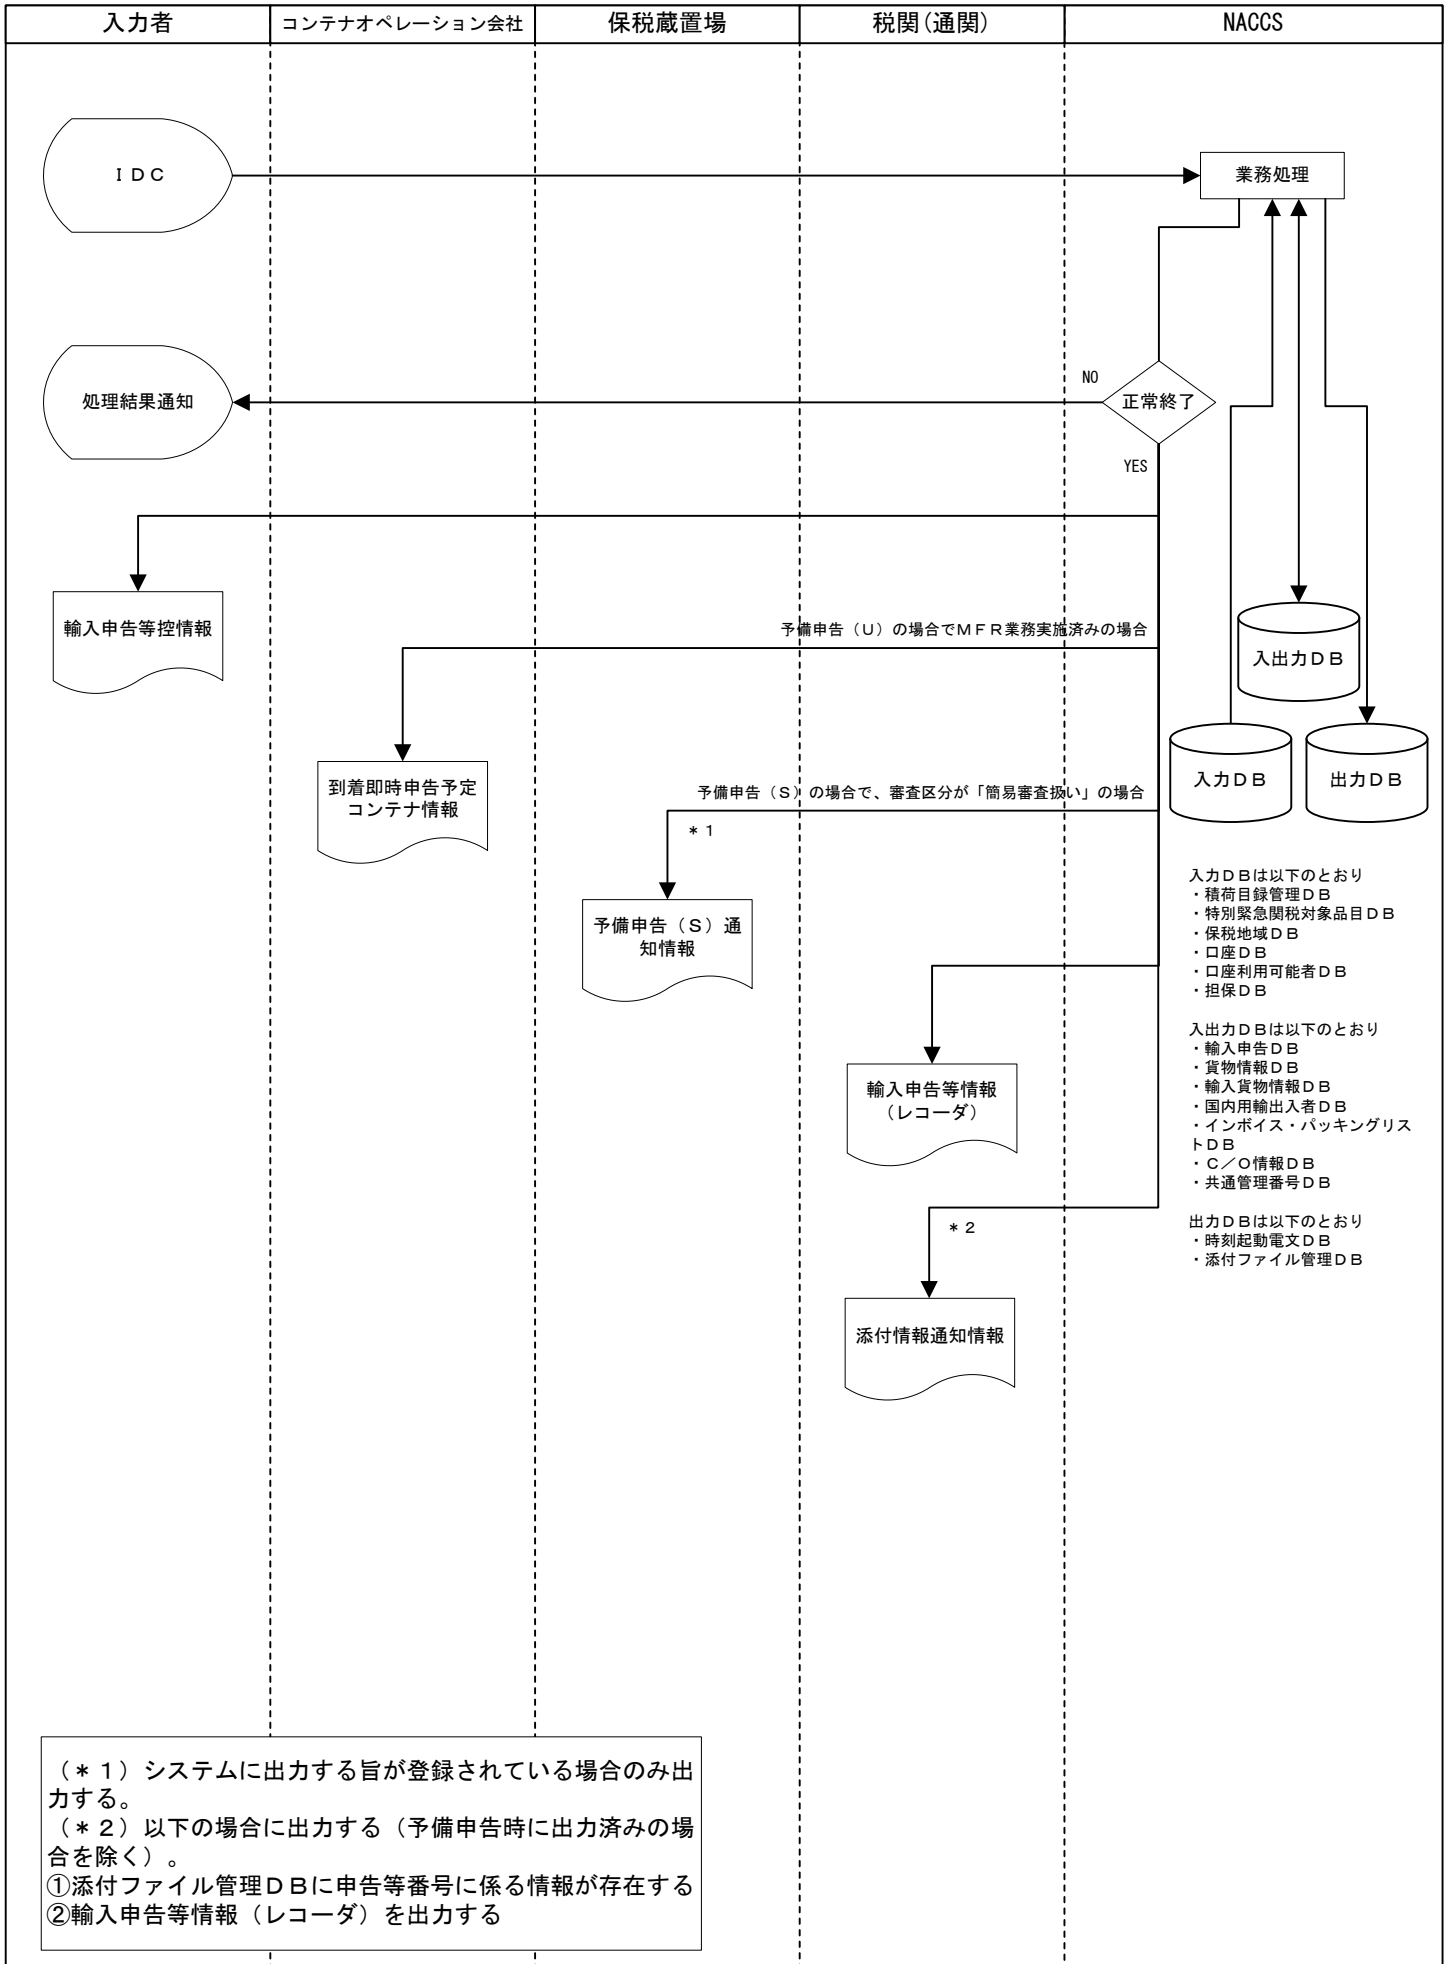 入力者
コンテナオペレーション会社
保税蔵置場
税関(通関)
NACCS
ＩＤＣ
業務処理
処理結果通知
NO
正常終了
YES
輸入申告等控情報
予備申告（Ｕ）の場合でＭＦＲ業務実施済みの場合
入出力ＤＢ
到着即時申告予定
コンテナ情報
入力ＤＢ
出力ＤＢ
予備申告（Ｓ）の場合で、審査区分が「簡易審査扱い」の場合
＊１
予備申告（Ｓ）通
知情報
入力ＤＢは以下のとおり
・積荷目録管理ＤＢ
・特別緊急関税対象品目ＤＢ
・保税地域ＤＢ
・口座ＤＢ
・口座利用可能者ＤＢ
・担保ＤＢ
入出力ＤＢは以下のとおり
・輸入申告ＤＢ
・貨物情報ＤＢ
・輸入貨物情報ＤＢ
・国内用輸出入者ＤＢ
・インボイス・パッキングリス
トＤＢ
・Ｃ／Ｏ情報ＤＢ
・共通管理番号ＤＢ
輸入申告等情報
（レコーダ）
出力ＤＢは以下のとおり
・時刻起動電文ＤＢ
・添付ファイル管理ＤＢ
＊２
添付情報通知情報
（＊１）システムに出力する旨が登録されている場合のみ出
力する。
（＊２）以下の場合に出力する（予備申告時に出力済みの場
合を除く）。
①添付ファイル管理ＤＢに申告等番号に係る情報が存在する
②輸入申告等情報（レコーダ）を出力する